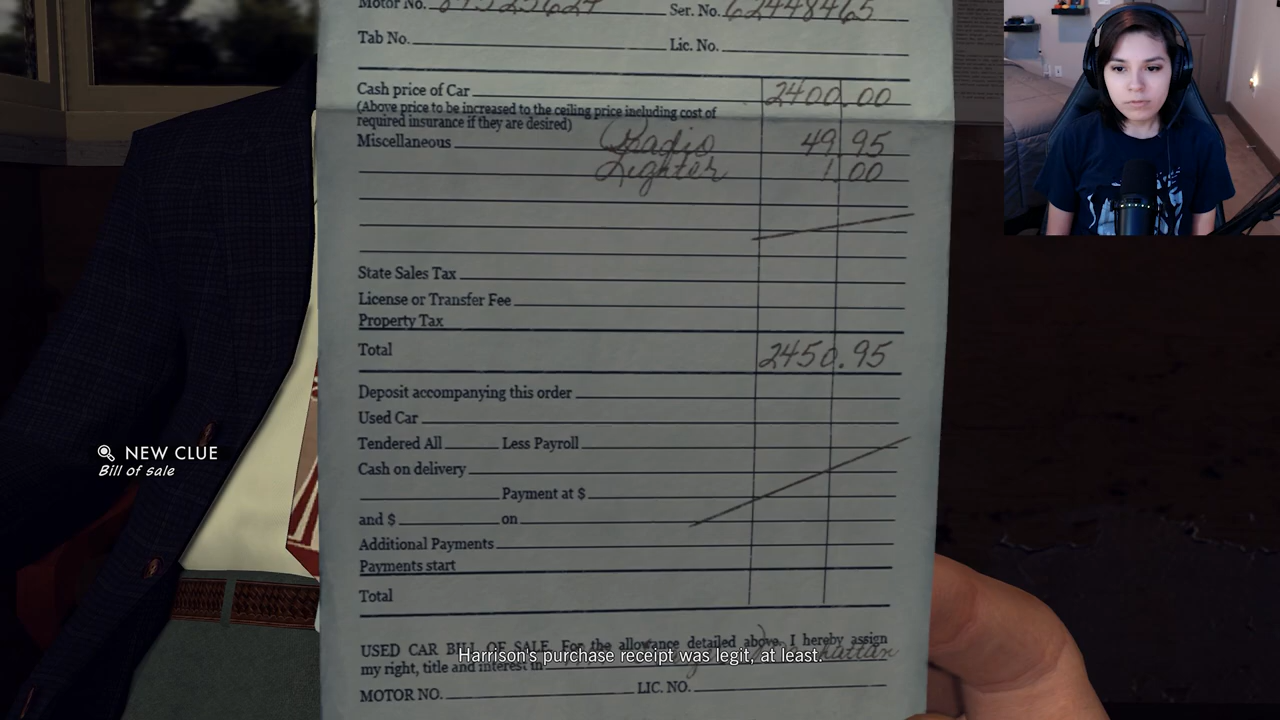 Motor No. Ser. No. 62448465
Tab No. Lic. No.
Cash price of Car 2400.00
(Above price to be increased to the ceiling price including cost of
required insurance if they are desired)
Miscellaneous Radio 49 95
Lighter 1 00
State Sales Tax
License or Transfer Fee
Property Tax
Total 2450.95
Deposit accompanying this order
Used Car
Tendered All Less Payroll
Cash on delivery
Payment at $
and $ on
Additional Payments
Payments start
Total
NEW CLUE
Bill of sale
USED CAR BILL OF SALE. For the allowance detailed above, I hereby assign
my right, title and interest in
Harrison's purchase receipt was legit, at least.
MOTOR NO. LIC. NO.